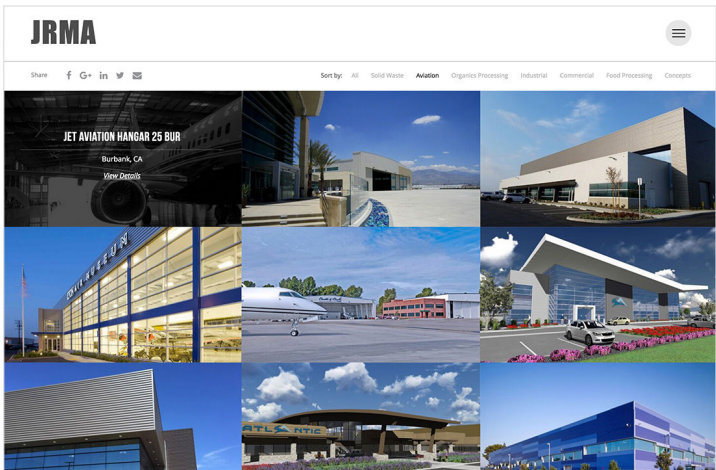 JRMA
Share
Sort by: All Solid Waste Aviation Organics Processing Industrial Commercial Food Processing Concepts
JET AVIATION HANGAR 25 BUR
Burbank, CA
View Details
MUSEUM
ATLANTIC